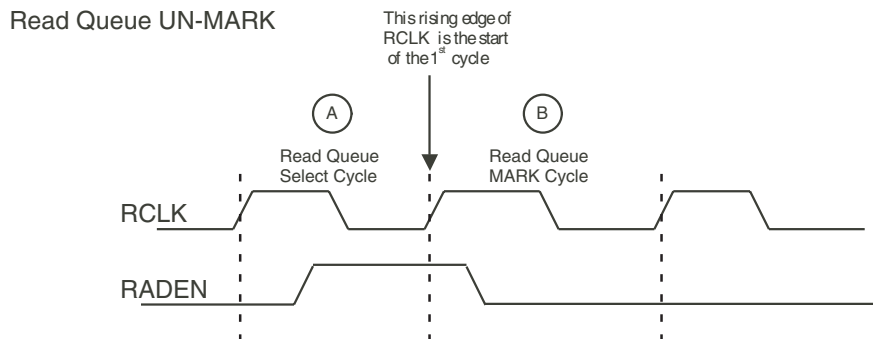 Read Queue UN-MARK
This rising edge of
RCLK is the start
of the 1st cycle
A
B
Read Queue
Select Cycle
Read Queue
MARK Cycle
RCLK
RADEN